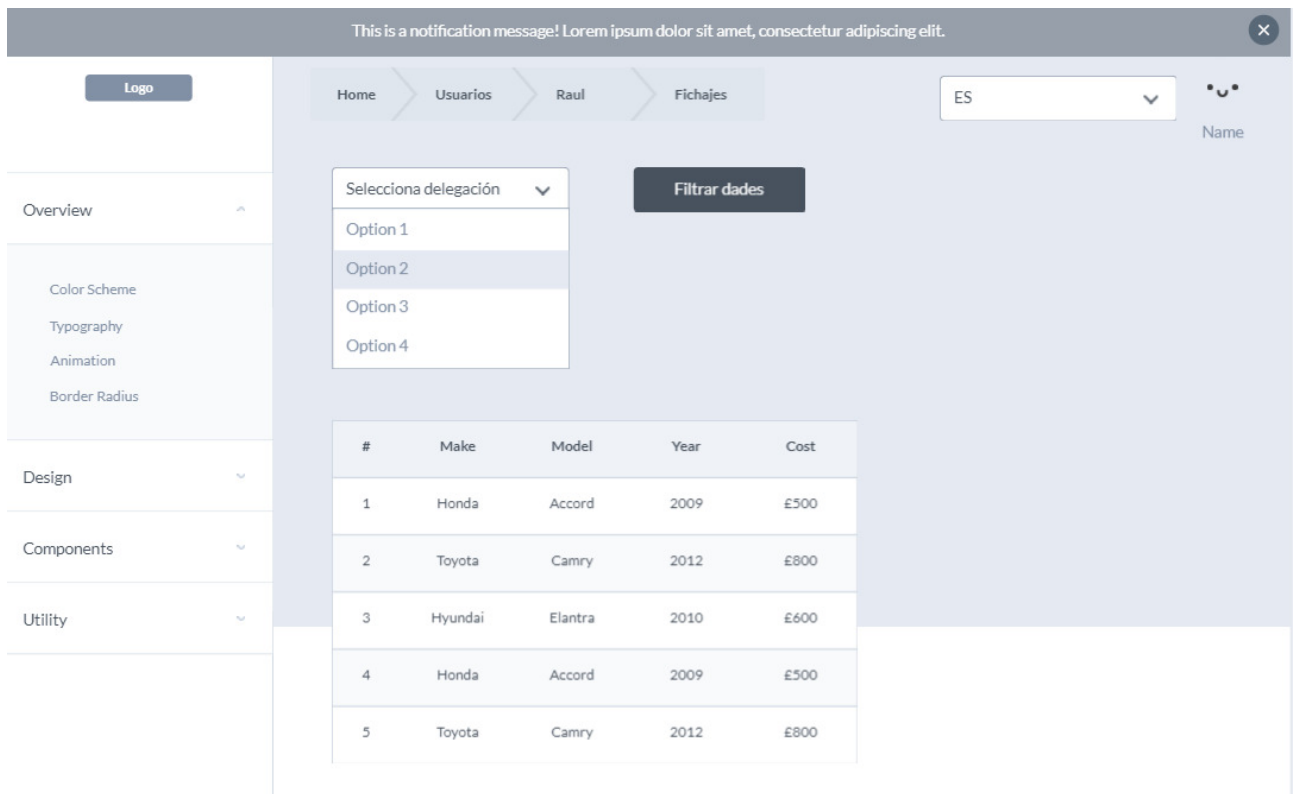 This is a notification message! Lorem ipsum dolor sit amet, consectetur adipiscing elit.
Logo
Home Usuarios Raul Fichajes
ES
Name
Overview
Color Scheme
Typography
Animation
Border Radius
Design
Components
Utility
Selecciona delegación
Option 1
Option 2
Option 3
Option 4
Filtrar dades
# Make Model Year Cost
1 Honda Accord 2009 £500
2 Toyota Camry 2012 £800
3 Hyundai Elantra 2010 £600
4 Honda Accord 2009 £500
5 Toyota Camry 2012 £800